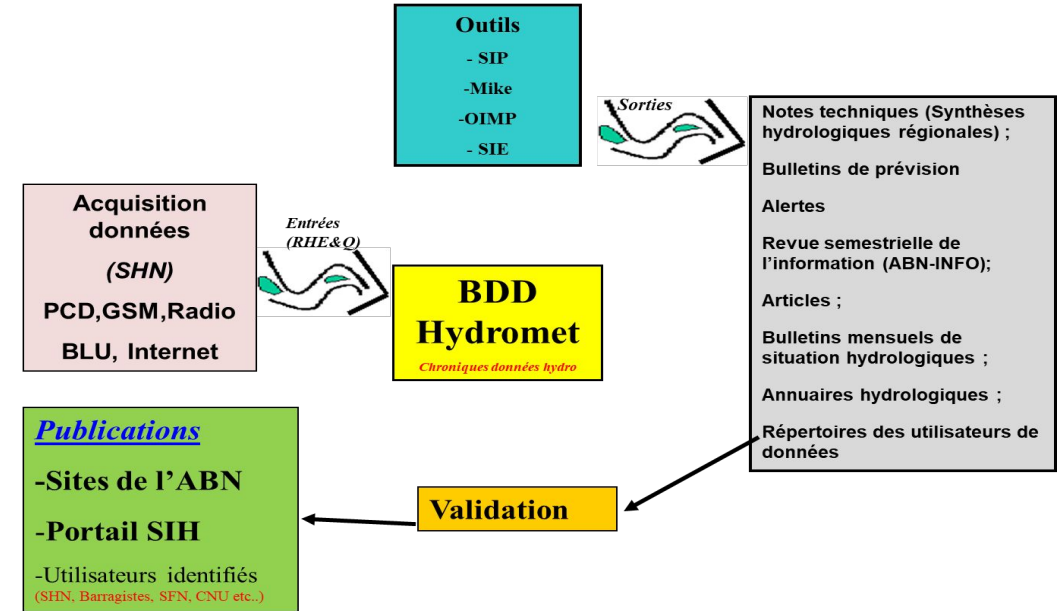 Outils
- SIP
-Mike
-OIMP
- SIE
Sorties
Notes techniques (Synthèses
hydrologiques régionales) ;
Bulletins de prévision
Alertes
Revue semestrielle de
l'information (ABN-INFO);
Articles ;
Bulletins mensuels de
situation hydrologiques ;
Annuaires hydrologiques ;
Répertoires des utilisateurs de
données
Acquisition
données
(SHN)
PCD,GSM,Radio
BLU, Internet
Entrées
(RHE&Q)
BDD
Hydromet
Chroniques données hydro
Publications
-Sites de l'ABN
-Portail SIH
-Utilisateurs identifiés
(SHN, Barragistes, SFN, CNU etc..)
Validation